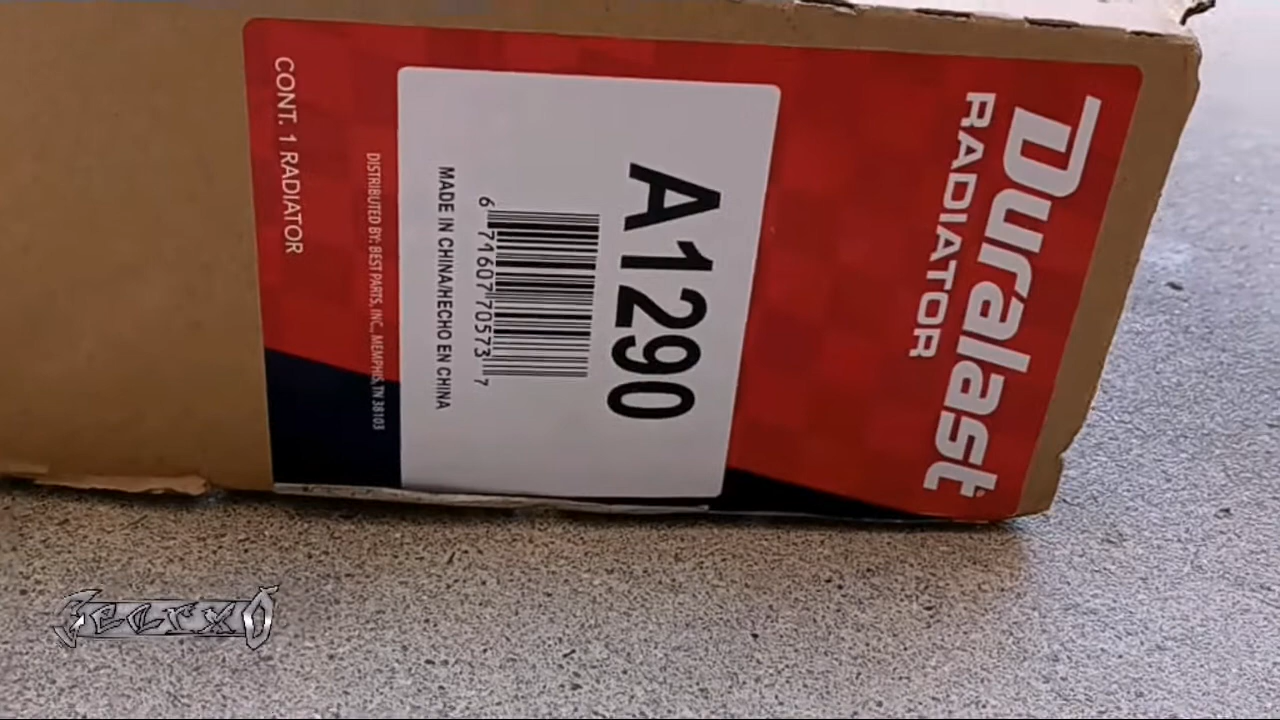 Duralast
RADIATOR
A1290
6 71607 70573 7
MADE IN CHINA/HECHO EN CHINA
DISTRIBUTED BY: BEST PARTS, INC., MEMPHIS, TN 38103
CONT. 1 RADIATOR